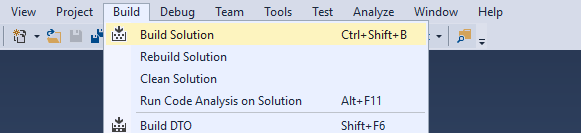 View Project Build Debug Team Tools Test Analyze Window Help
Build Solution Ctrl+Shift+B
Rebuild Solution
Clean Solution
Run Code Analysis on Solution Alt+F11
Build DTO Shift+F6